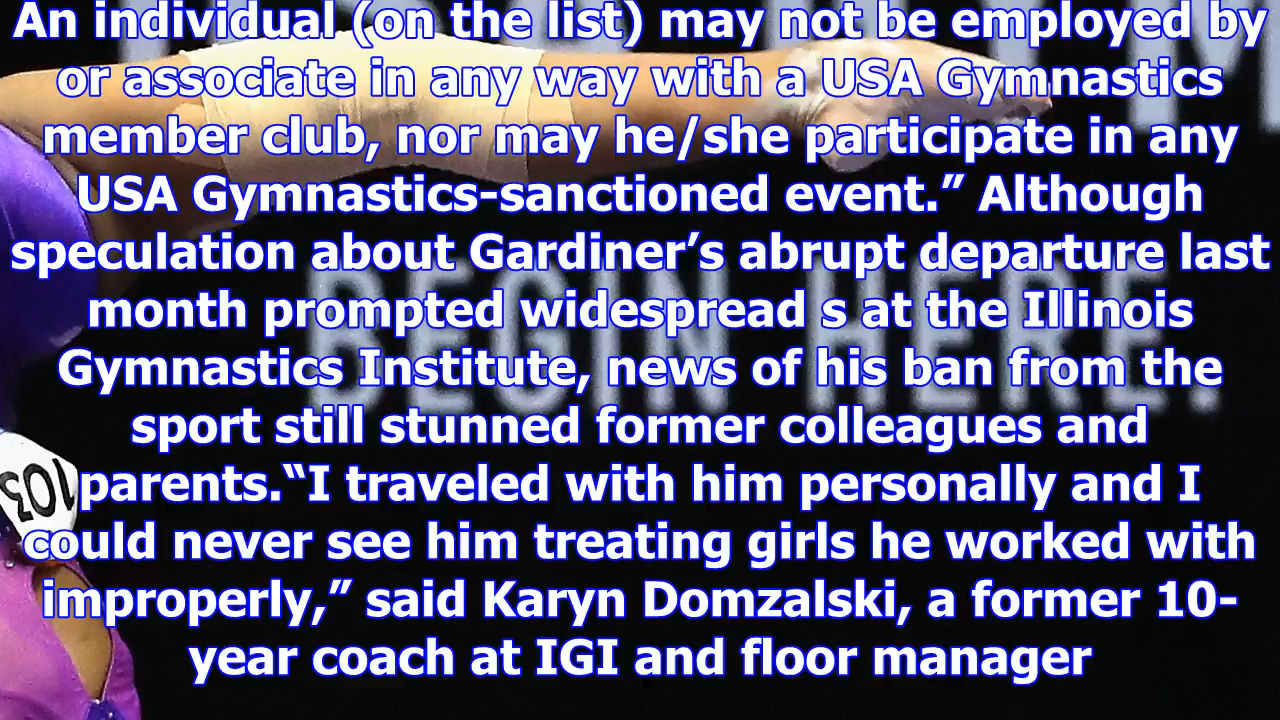 An individual (on the list) may not be employed by
or associate in any way with a USA Gymnastics
member club, nor may he/she participate in any
USA Gymnastics-sanctioned event.” Although
speculation about Gardiner’s abrupt departure last
month prompted widespread s at the Illinois
Gymnastics Institute, news of his ban from the
sport still stunned former colleagues and
parents.“I traveled with him personally and I
could never see him treating girls he worked with
improperly,” said Karyn Domzalski, a former 10-
year coach at IGI and floor manager
BEGIN HERE.
103